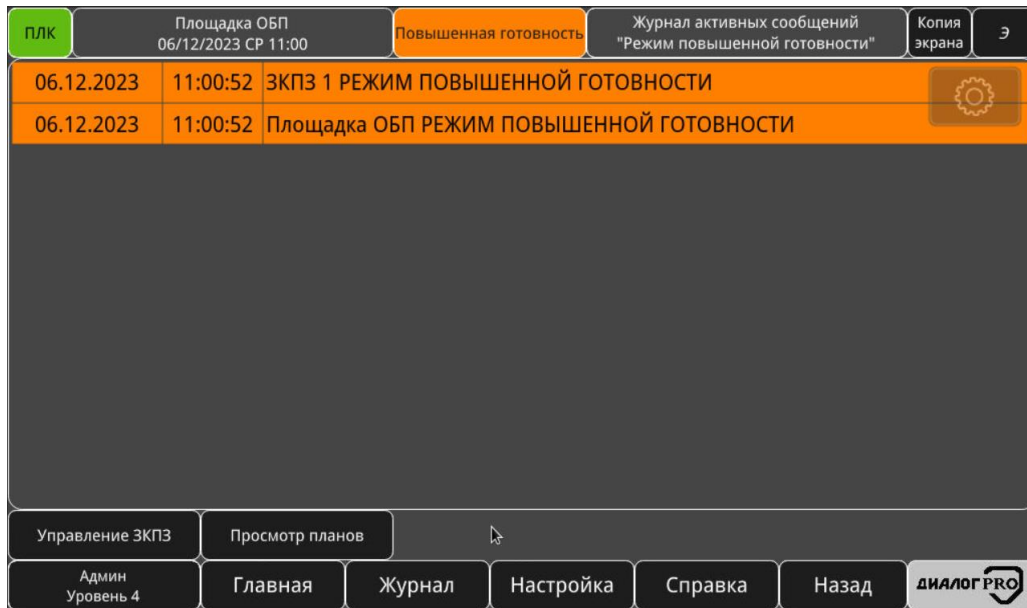 ПЛК
Площадка ОБП
06/12/2023 СР 11:00
Повышенная готовность
Журнал активных сообщений
"Режим повышенной готовности"
Копия
экрана
Э
06.12.2023 11:00:52 ЗКПЗ 1 РЕЖИМ ПОВЫШЕННОЙ ГОТОВНОСТИ
06.12.2023 11:00:52 Площадка ОБП РЕЖИМ ПОВЫШЕННОЙ ГОТОВНОСТИ
Управление ЗКПЗ
Просмотр планов
Админ
Уровень 4
Главная
Журнал
Настройка
Справка
Назад
ДИАЛОГ PRO